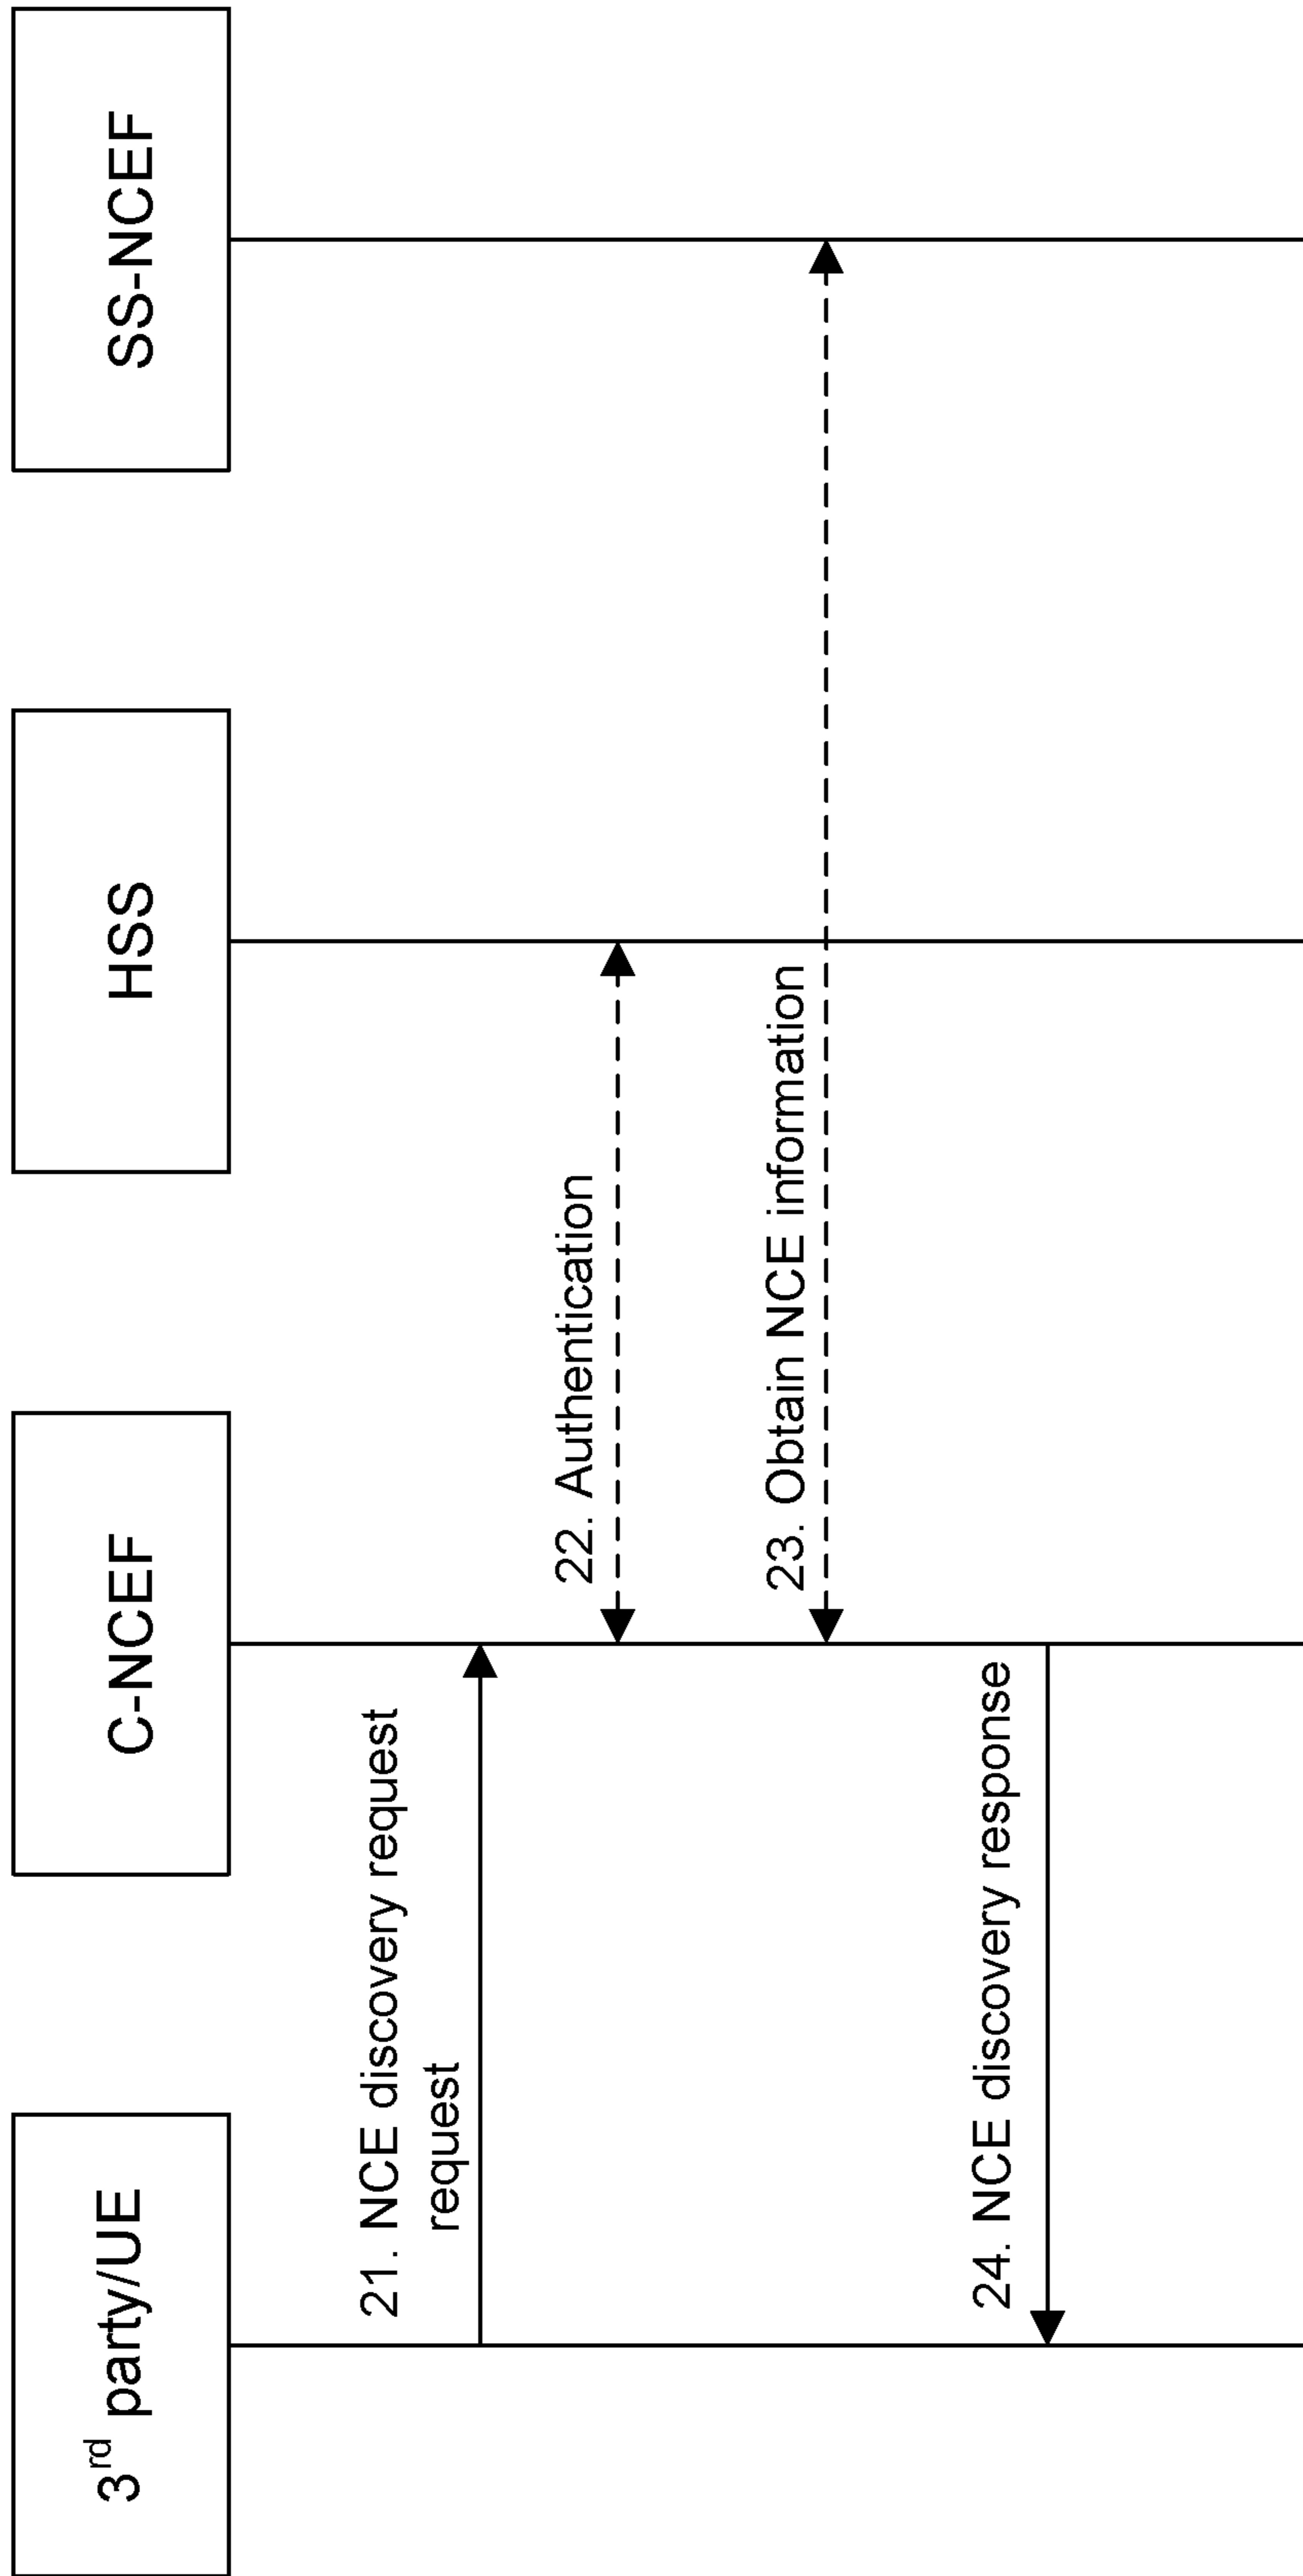 3rd party/UE
C-NCEF
HSS
SS-NCEF
21. NCE discovery request
request
22. Authentication
23. Obtain NCE information
24. NCE discovery response